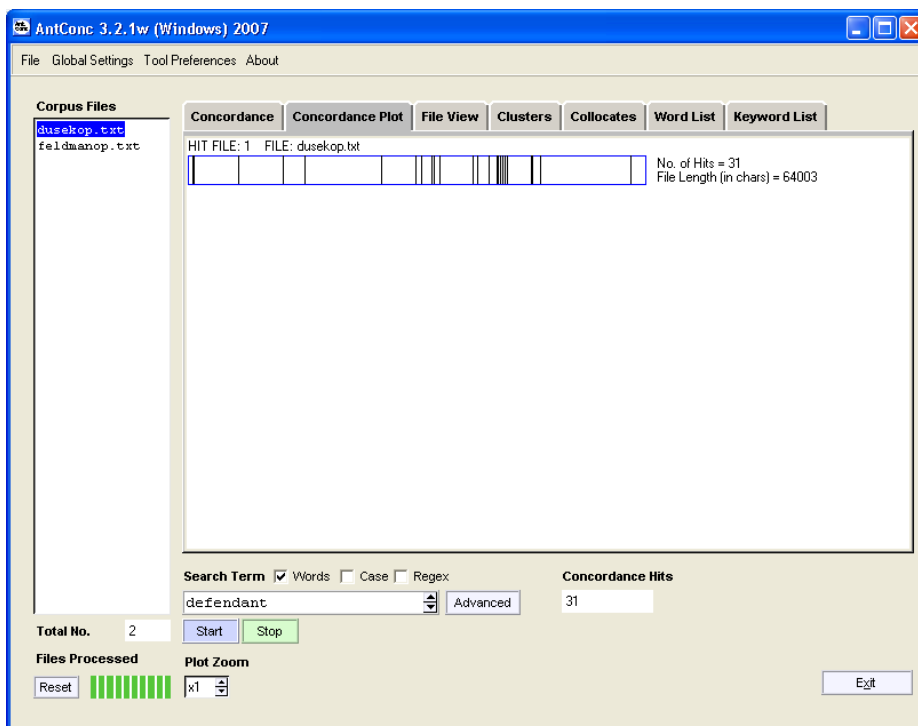 AntConc 3.2.1w (Windows) 2007
File Global Settings Tool Preferences About
Corpus Files
dusekop.txt
feldmanop.txt
Concordance Concordance Plot File View Clusters Collocates Word List Keyword List
HIT FILE: 1 FILE: dusekop.txt
No. of Hits = 31
File Length (in chars) = 64003
Search Term Words Case Regex
Concordance Hits
defendant Advanced 31
Total No. 2 Start Stop
Files Processed
Plot Zoom
Reset x1 Exit